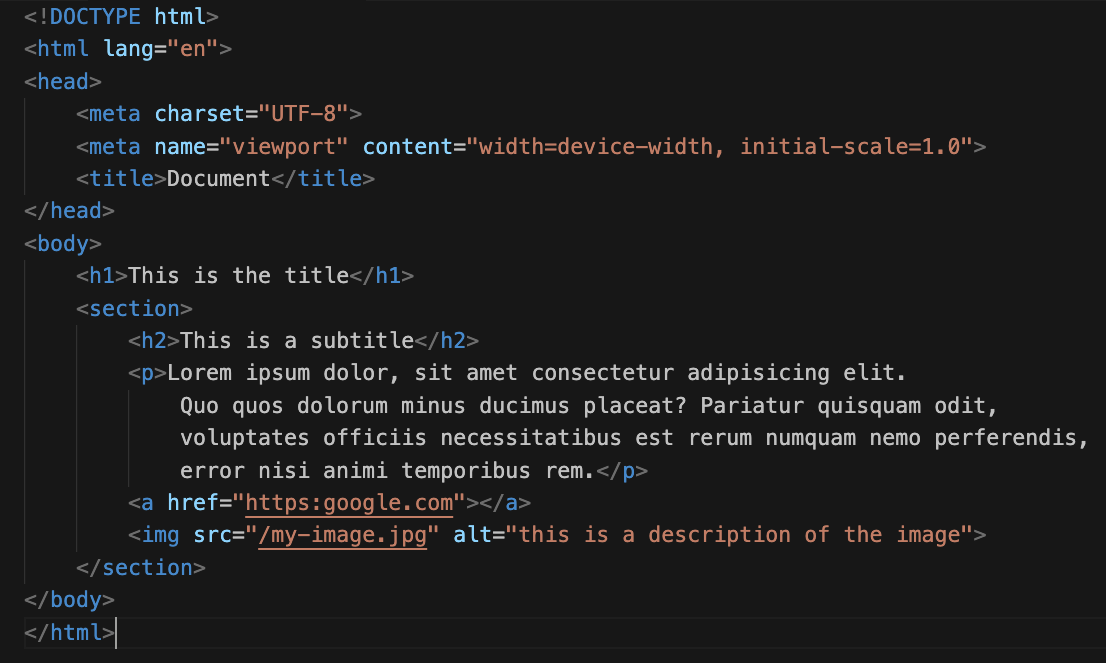 <!DOCTYPE html>
<html lang="en">
<head>
    <meta charset="UTF-8">
    <meta name="viewport" content="width=device-width, initial-scale=1.0">
    <title>Document</title>
</head>
<body>
    <h1>This is the title</h1>
    <section>
        <h2>This is a subtitle</h2>
        <p>Lorem ipsum dolor, sit amet consectetur adipisicing elit.
            Quo quos dolorum minus ducimus placeat? Pariatur quisquam odit,
            voluptates officiis necessitatibus est rerum numquam nemo perferendis,
            error nisi animi temporibus rem.</p>
        <a href="https:google.com"></a>
        <img src="/my-image.jpg" alt="this is a description of the image">
    </section>
</body>
</html>